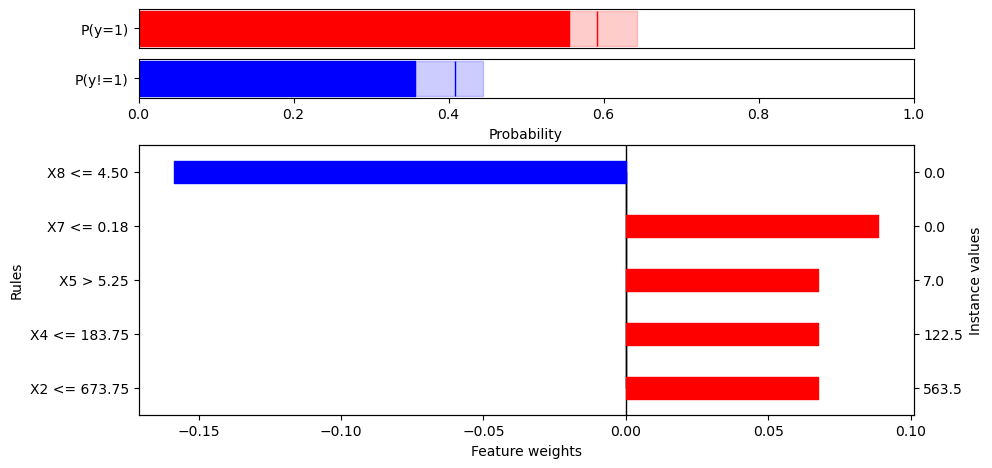 P(y=1)
P(y!=1)
0.0 0.2 0.4 0.6 0.8 1.0
Probability
X8 <= 4.50 0.0
X7 <= 0.18 0.0
X5 > 5.25 7.0
X4 <= 183.75 122.5
X2 <= 673.75 563.5
Rules
Instance values
−0.15 −0.10 −0.05 0.00 0.05 0.10
Feature weights